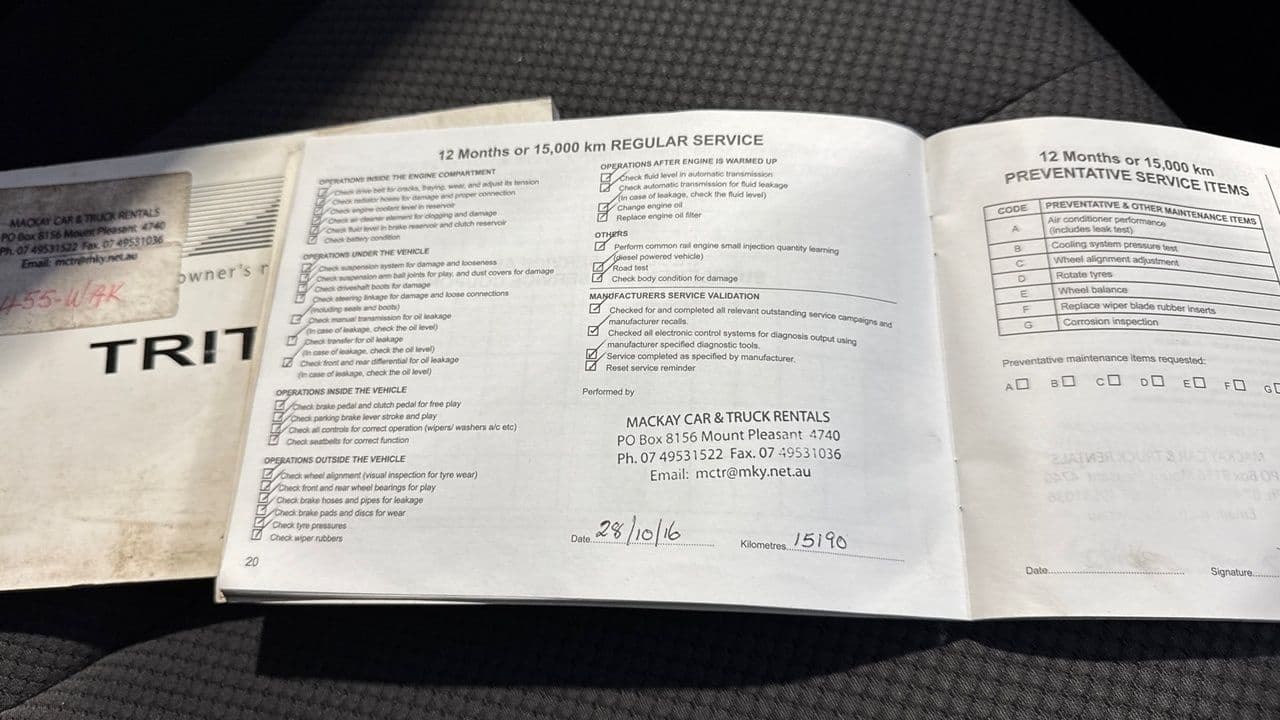 MACKAY CAR & TRUCK RENTALS
PO Box 8156 Mount Pleasant 4740
Ph. 07 49531522 Fax. 07 49531036
Email: mctr@mky.net.au
455-WAK
owner's
TRIT
12 Months or 15,000 km REGULAR SERVICE
OPERATIONS INSIDE THE ENGINE COMPARTMENT
Check drive belt for cracks, fraying, wear, and adjust its tension
Check radiator hoses for damage and proper connection
Check engine coolant level in reservoir
Check air cleaner element for clogging and damage
Check fluid level in brake reservoir and clutch reservoir
Check battery condition
OPERATIONS UNDER THE VEHICLE
Check suspension system for damage and looseness
Check suspension arm ball joints for play, and dust covers for damage
Check driveshaft boots for damage
Check steering linkage for damage and loose connections
(including seals and boots)
Check manual transmission for oil leakage
(In case of leakage, check the oil level)
Check transfer for oil leakage
(In case of leakage, check the oil level)
Check front and rear differential for oil leakage
(In case of leakage, check the oil level)
OPERATIONS INSIDE THE VEHICLE
Check brake pedal and clutch pedal for free play
Check parking brake lever stroke and play
Check all controls for correct operation (wipers/ washers a/c etc)
Check seatbelts for correct function
OPERATIONS OUTSIDE THE VEHICLE
Check wheel alignment (visual inspection for tyre wear)
Check front and rear wheel bearings for play
Check brake hoses and pipes for leakage
Check brake pads and discs for wear
Check tyre pressures
Check wiper rubbers
20
OPERATIONS AFTER ENGINE IS WARMED UP
Check fluid level in automatic transmission
Check automatic transmission for fluid leakage
(In case of leakage, check the fluid level)
Change engine oil
Replace engine oil filter
OTHERS
Perform common rail engine small injection quantity learning
(diesel powered vehicle)
Road test
Check body condition for damage
MANUFACTURERS SERVICE VALIDATION
Checked for and completed all relevant outstanding service campaigns and
manufacturer recalls.
Checked all electronic control systems for diagnosis output using
manufacturer specified diagnostic tools.
Service completed as specified by manufacturer.
Reset service reminder
Performed by
MACKAY CAR & TRUCK RENTALS
PO Box 8156 Mount Pleasant 4740
Ph. 07 49531522 Fax. 07 49531036
Email: mctr@mky.net.au
Date 28/10/16 Kilometres 15190
12 Months or 15,000 km
PREVENTATIVE SERVICE ITEMS
CODE PREVENTATIVE & OTHER MAINTENANCE ITEMS
A Air conditioner performance
(includes leak test)
B Cooling system pressure test
C Wheel alignment adjustment
D Rotate tyres
E Wheel balance
F Replace wiper blade rubber inserts
G Corrosion inspection
Preventative maintenance items requested:
A B C D E F G
Date Signature